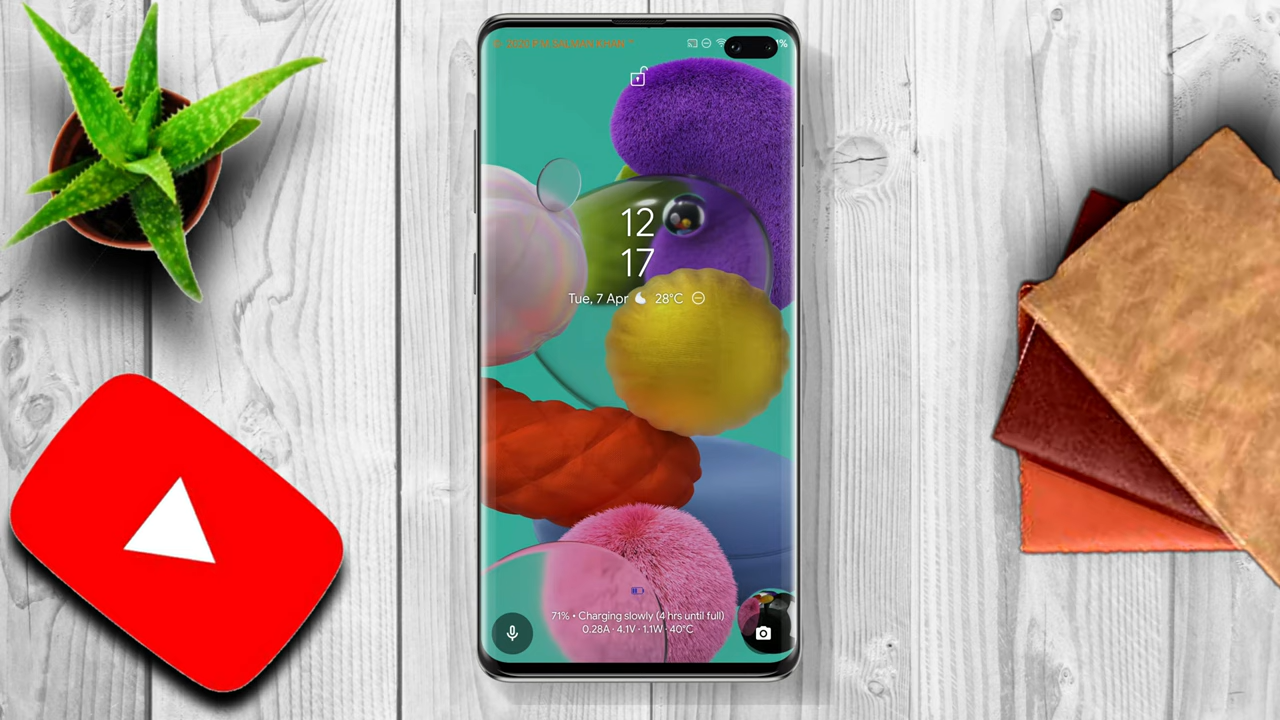 12
17
Tue, 7 Apr 28°C
71% • Charging slowly (4 hrs until full)
0.28A · 4.1V · 1.1W · 40°C